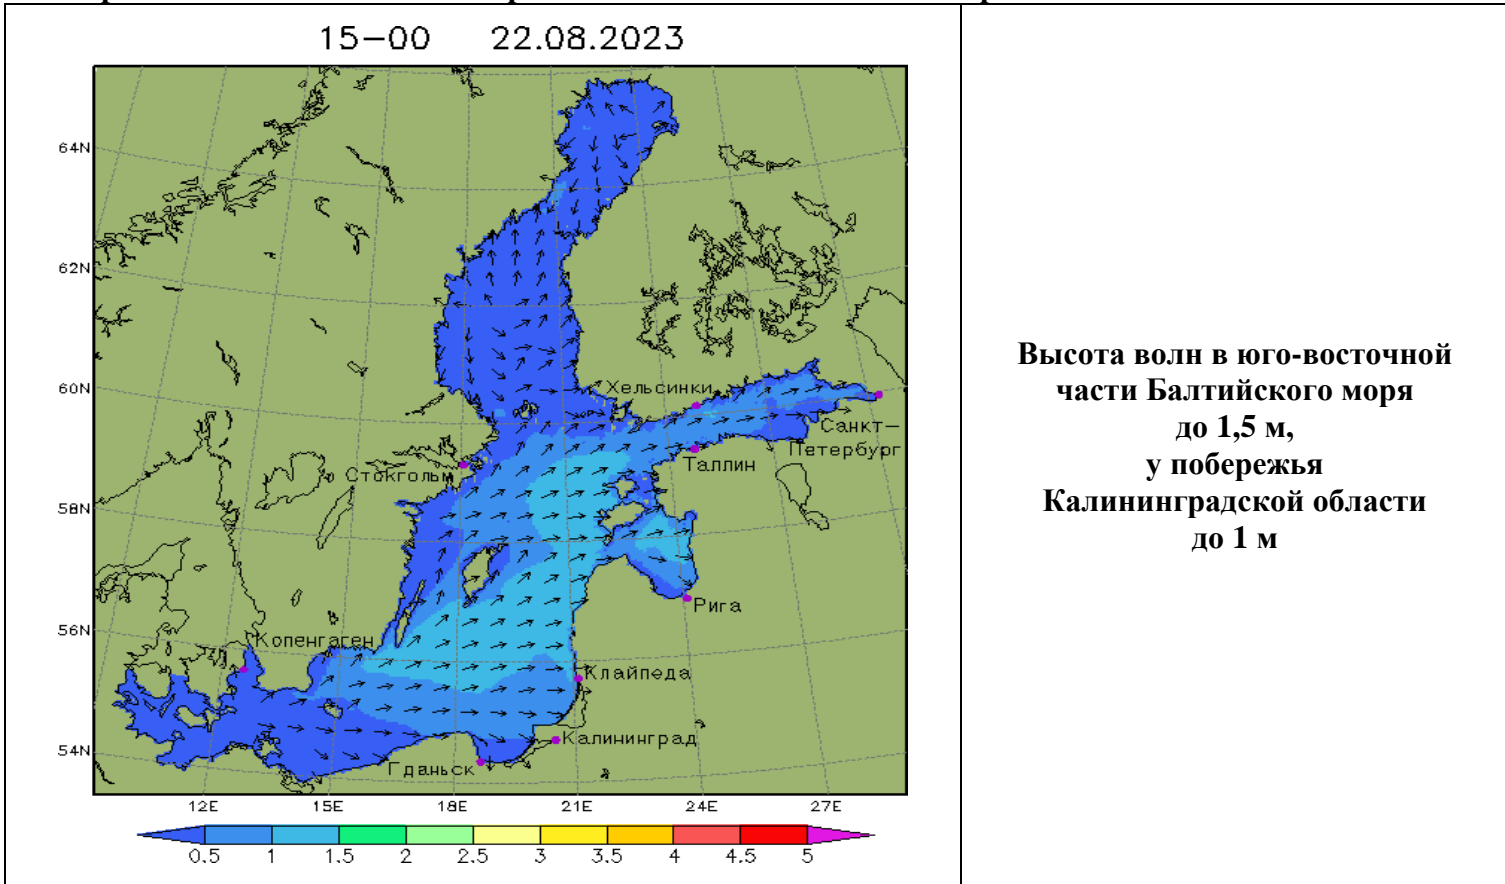 15-00 22.08.2023
64N
62N
60N
58N
56N
54N
Хельсинки
Санкт-
Петербург
Таллин
Стокгольм
Рига
Копенгаген
Клайпеда
Калининград
Гданьск
12E 15E 18E 21E 24E 27E
0.5 1 1.5 2 2.5 3 3.5 4 4.5 5
Высота волн в юго-восточной
части Балтийского моря
до 1,5 м,
у побережья
Калининградской области
до 1 м